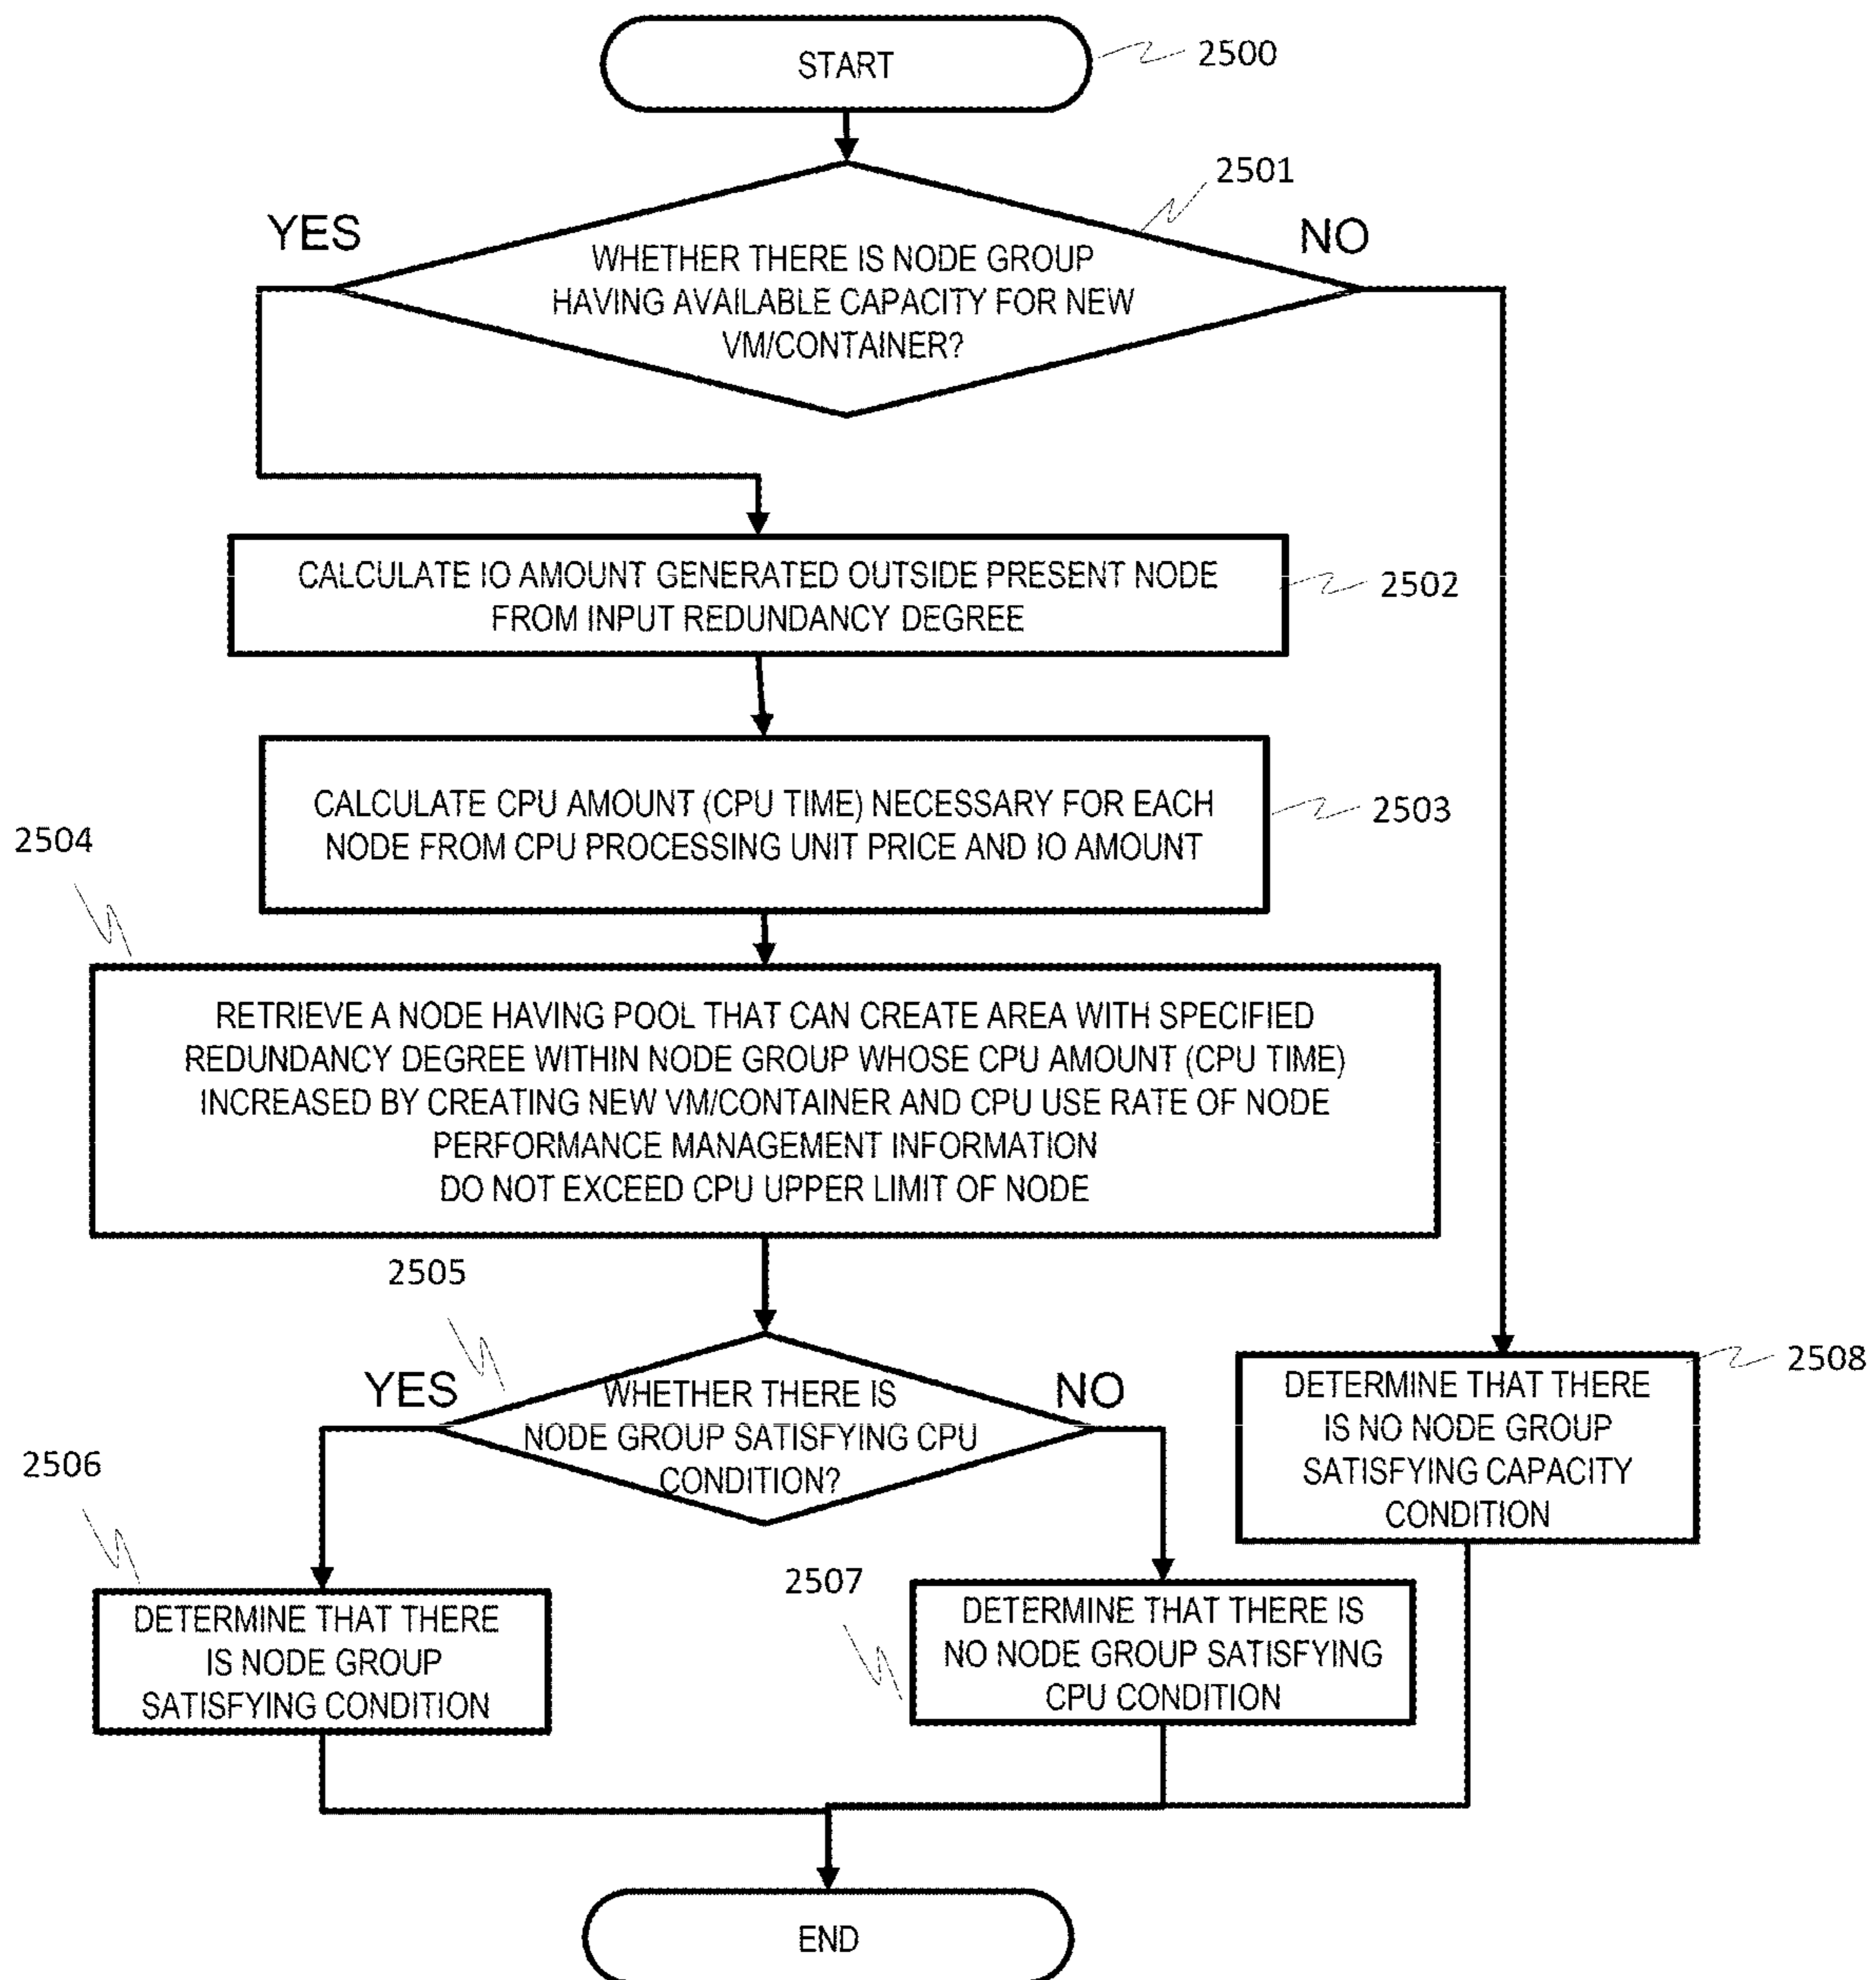 START
2500
2501
YES
NO
WHETHER THERE IS NODE GROUP
HAVING AVAILABLE CAPACITY FOR NEW
VM/CONTAINER?
CALCULATE IO AMOUNT GENERATED OUTSIDE PRESENT NODE
FROM INPUT REDUNDANCY DEGREE
2502
CALCULATE CPU AMOUNT (CPU TIME) NECESSARY FOR EACH
NODE FROM CPU PROCESSING UNIT PRICE AND IO AMOUNT
2503
2504
RETRIEVE A NODE HAVING POOL THAT CAN CREATE AREA WITH SPECIFIED
REDUNDANCY DEGREE WITHIN NODE GROUP WHOSE CPU AMOUNT (CPU TIME)
INCREASED BY CREATING NEW VM/CONTAINER AND CPU USE RATE OF NODE
PERFORMANCE MANAGEMENT INFORMATION
DO NOT EXCEED CPU UPPER LIMIT OF NODE
2505
YES
NO
WHETHER THERE IS
NODE GROUP SATISFYING CPU
CONDITION?
2508
DETERMINE THAT THERE
IS NO NODE GROUP
SATISFYING CAPACITY
CONDITION
2506
DETERMINE THAT THERE
IS NODE GROUP
SATISFYING CONDITION
2507
DETERMINE THAT THERE IS
NO NODE GROUP SATISFYING
CPU CONDITION
END